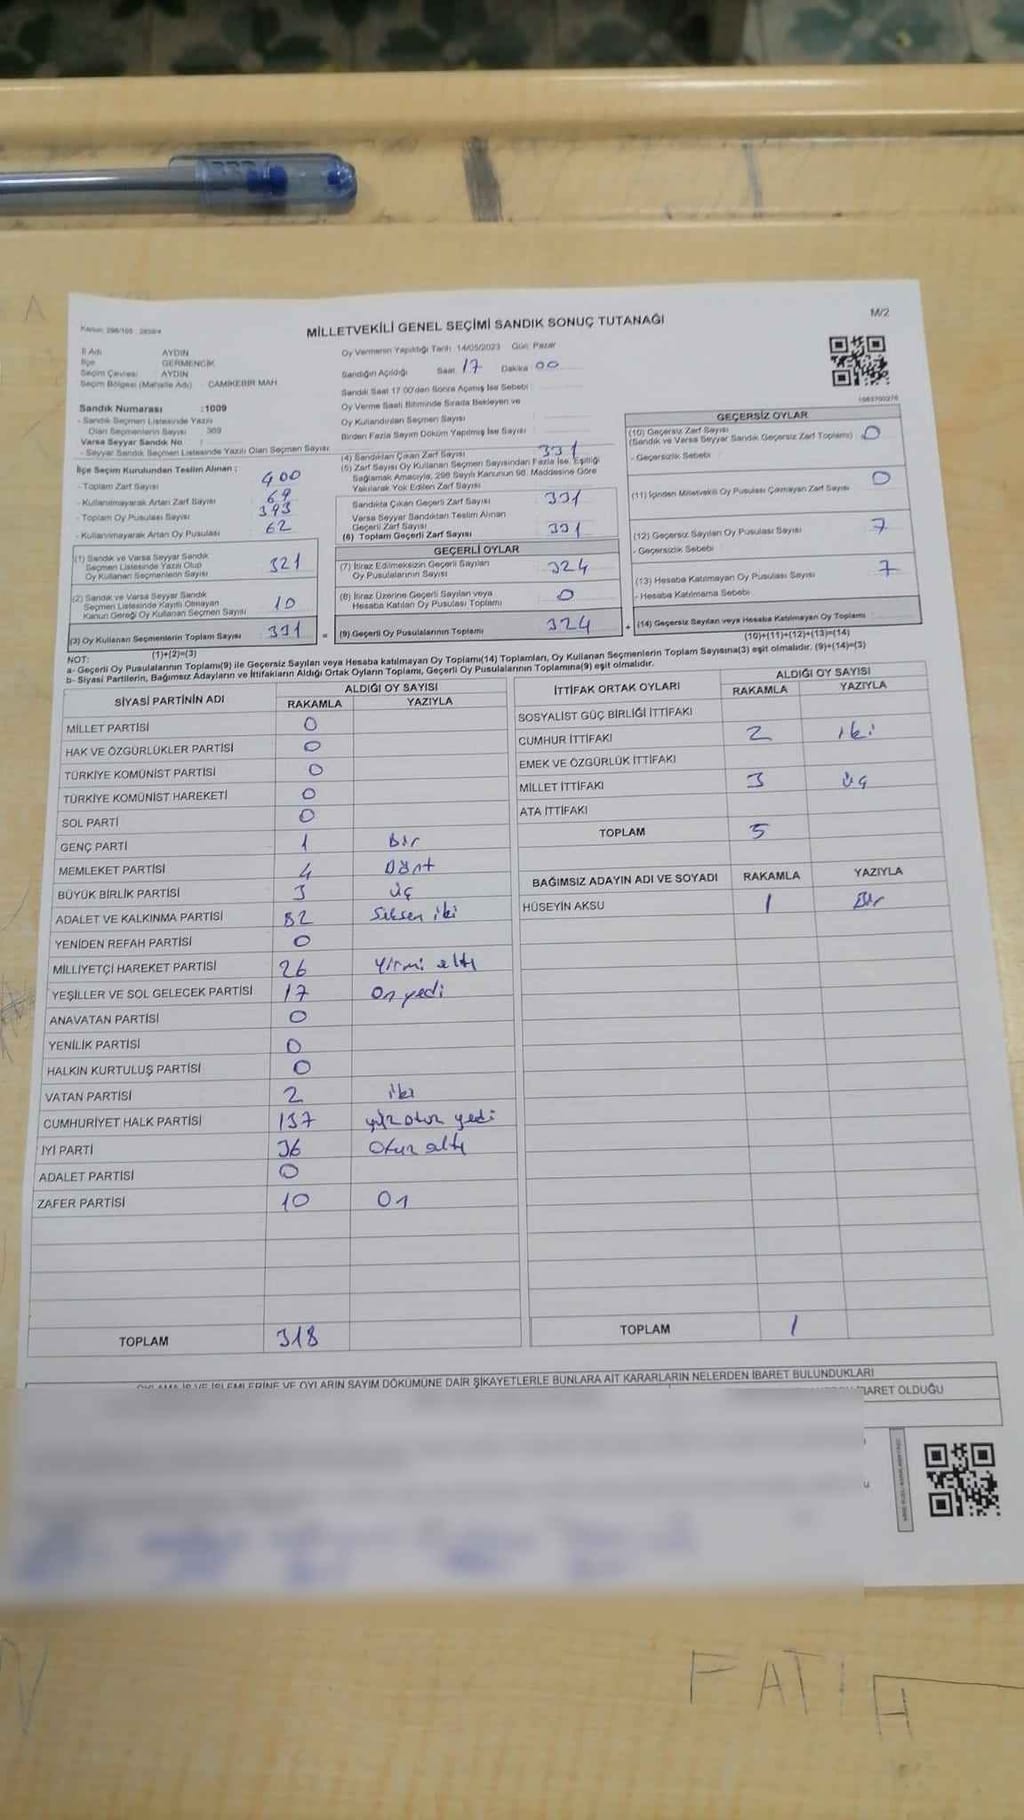 M/2
MİLLETVEKİLİ GENEL SEÇİMİ SANDIK SONUÇ TUTANAĞI
İl Adı AYDIN
İlçe GERMENCİK
Seçim Çevresi AYDIN
Seçim Bölgesi (Mahalle Adı) CAMİKEBİR MAH.
Oy Vermenin Yapıldığı Tarih 14/05/2023 Gün: Pazar
Sandığın Açıldığı Saat 17 Dakika 00
Sandık Saat 17:00'den Sonra Açılmış İse Sebebi
Oy Verme Saati Bitiminde Sırada Bekleyen ve
Oy Kullandırılan Seçmen Sayısı
Birden Fazla Sayım Döküm Yapılmış İse Sayısı
Sandık Numarası :1009
- Sandık Seçmen Listesinde Yazılı
Olan Seçmenlerin Sayısı : 369
Varsa Seyyar Sandık No :
- Seyyar Sandık Seçmen Listesinde Yazılı Olan Seçmen Sayısı
İlçe Seçim Kurulundan Teslim Alınan ;
- Toplam Zarf Sayısı 400
- Kullanılmayarak Artan Zarf Sayısı 69
- Toplam Oy Pusulası Sayısı 393
- Kullanılmayarak Artan Oy Pusulası 62
(1) Sandık ve Varsa Seyyar Sandık
Seçmen Listesinde Yazılı Olup
Oy Kullanan Seçmenlerin Sayısı 321
(2) Sandık ve Varsa Seyyar Sandık
Seçmen Listesinde Kayıtlı Olmayan
Kanun Gereği Oy Kullanan Seçmen Sayısı 10
(3) Oy Kullanan Seçmenlerin Toplam Sayısı 331 =
(1)+(2)=(3)
(4) Sandıktan Çıkan Zarf Sayısı 331
(5) Zarf Sayısı Oy Kullanan Seçmen Sayısından Fazla İse, Eşitliği
Sağlamak Amacıyla, 298 Sayılı Kanunun 98. Maddesine Göre
Yakılarak Yok Edilen Zarf Sayısı
Sandıkta Çıkan Geçerli Zarf Sayısı 331
Varsa Seyyar Sandıktan Teslim Alınan
Geçerli Zarf Sayısı
(6) Toplam Geçerli Zarf Sayısı 331
GEÇERLİ OYLAR
(7) İtiraz Edilmeksizin Geçerli Sayılan
Oy Pusulalarının Sayısı 324
(8) İtiraz Üzerine Geçerli Sayılan veya
Hesaba Katılan Oy Pusulası Toplamı 0
(9) Geçerli Oy Pusulalarının Toplamı 324 +
GEÇERSİZ OYLAR
(10) Geçersiz Zarf Sayısı
(Sandık ve Varsa Seyyar Sandık Geçersiz Zarf Toplamı) 0
- Geçersizlik Sebebi
(11) İçinden Milletvekili Oy Pusulası Çıkmayan Zarf Sayısı 0
(12) Geçersiz Sayılan Oy Pusulası Sayısı 7
- Geçersizlik Sebebi
(13) Hesaba Katılmayan Oy Pusulası Sayısı 7
- Hesaba Katılmama Sebebi
(14) Geçersiz Sayılan veya Hesaba Katılmayan Oy Toplamı
(10)+(11)+(12)+(13)=(14)
NOT:
a- Geçerli Oy Pusulalarının Toplamı(9) ile Geçersiz Sayılan veya Hesaba katılmayan Oy Toplamı(14) Toplamları, Oy Kullanan Seçmenlerin Toplam Sayısına(3) eşit olmalıdır. (9)+(14)=(3)
b- Siyasi Partilerin, Bağımsız Adayların ve İttifakların Aldığı Ortak Oyların Toplamı, Geçerli Oy Pusulalarının Toplamına(9) eşit olmalıdır.
SİYASİ PARTİNİN ADI ALDIĞI OY SAYISI
RAKAMLA YAZIYLA
MİLLET PARTİSİ 0
HAK VE ÖZGÜRLÜKLER PARTİSİ 0
TÜRKİYE KOMÜNİST PARTİSİ 0
TÜRKİYE KOMÜNİST HAREKETİ 0
SOL PARTİ 0
GENÇ PARTİ 1 Bir
MEMLEKET PARTİSİ 4 Dört
BÜYÜK BİRLİK PARTİSİ 3 üç
ADALET VE KALKINMA PARTİSİ 82 Seksen iki
YENİDEN REFAH PARTİSİ 0
MİLLİYETÇİ HAREKET PARTİSİ 26 Yirmi altı
YEŞİLLER VE SOL GELECEK PARTİSİ 17 On yedi
ANAVATAN PARTİSİ 0
YENİLİK PARTİSİ 0
HALKIN KURTULUŞ PARTİSİ 0
VATAN PARTİSİ 2 iki
CUMHURİYET HALK PARTİSİ 137 yüz otuz yedi
İYİ PARTİ 36 Otuz altı
ADALET PARTİSİ 0
ZAFER PARTİSİ 10 On
TOPLAM 318
İTTİFAK ORTAK OYLARI ALDIĞI OY SAYISI
RAKAMLA YAZIYLA
SOSYALİST GÜÇ BİRLİĞİ İTTİFAKI
CUMHUR İTTİFAKI 2 iki
EMEK VE ÖZGÜRLÜK İTTİFAKI
MİLLET İTTİFAKI 3 üç
ATA İTTİFAKI
TOPLAM 5
BAĞIMSIZ ADAYIN ADI VE SOYADI RAKAMLA YAZIYLA
HÜSEYİN AKSU 1 Bir
TOPLAM 1
OYLAMA İŞ VE İŞLEMLERİNE VE OYLARIN SAYIM DÖKÜMÜNE DAİR ŞİKAYETLERLE BUNLARA AİT KARARLARIN NELERDEN İBARET BULUNDUKLARI
İBARET OLDUĞU
FATIH